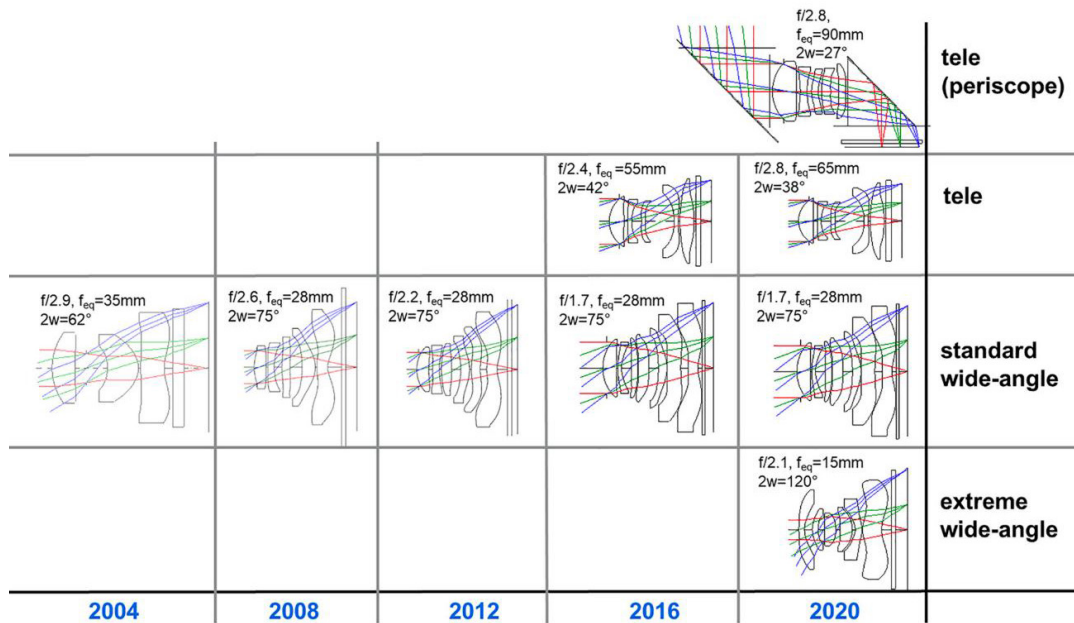 f/2.8,
feq=90mm
2w=27°
tele
(periscope)
f/2.4, feq=55mm
2w=42°
f/2.8, feq=65mm
2w=38°
tele
f/2.9, feq=35mm
2w=62°
f/2.6, feq=28mm
2w=75°
f/2.2, feq=28mm
2w=75°
f/1.7, feq=28mm
2w=75°
f/1.7, feq=28mm
2w=75°
standard
wide-angle
f/2.1, feq=15mm
2w=120°
extreme
wide-angle
2004
2008
2012
2016
2020